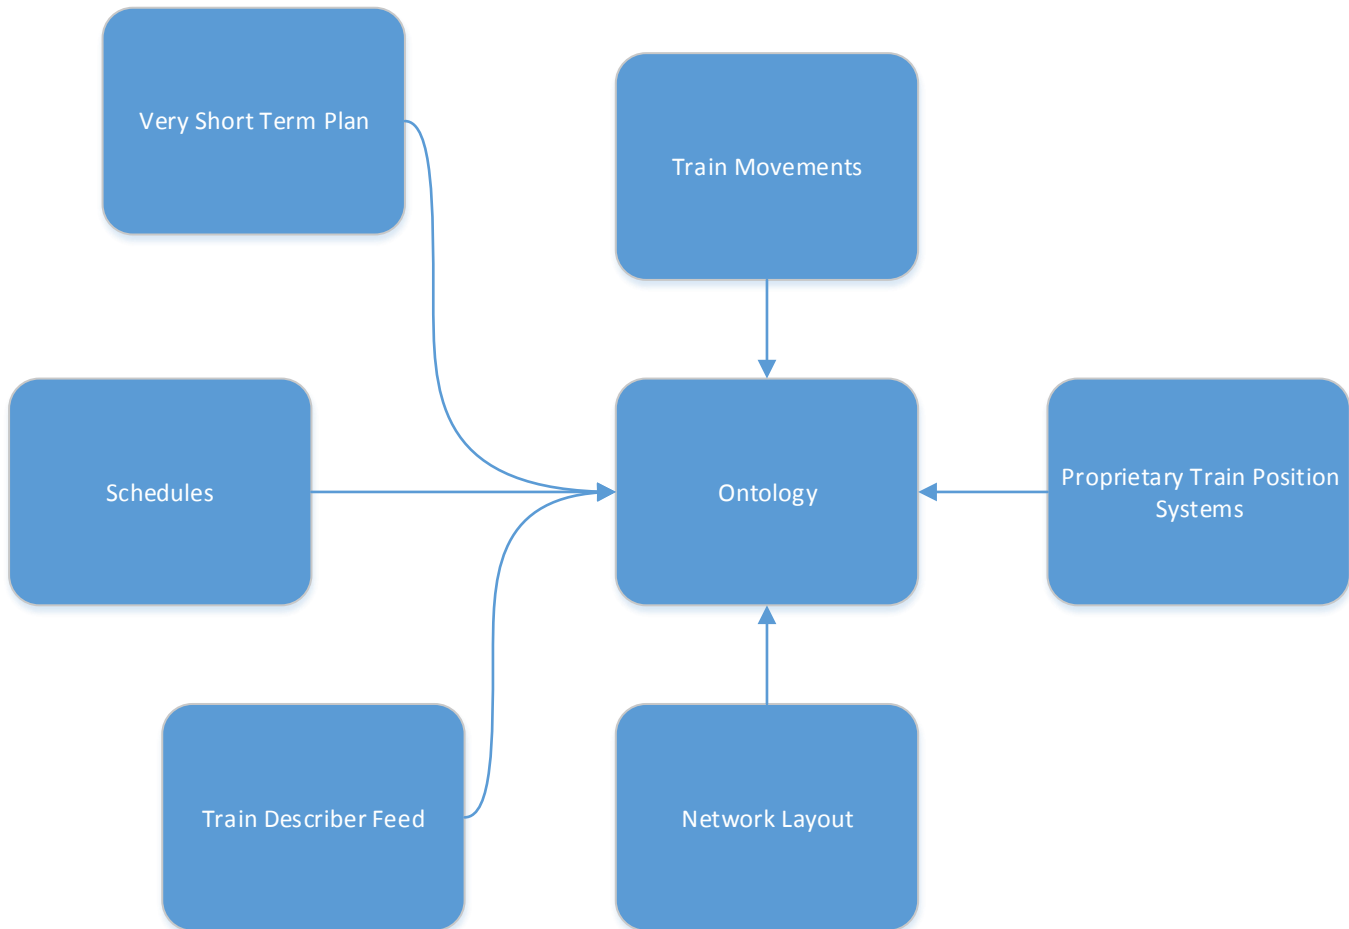 Very Short Term Plan
Train Movements
Schedules
Ontology
Proprietary Train Position
Systems
Train Describer Feed
Network Layout